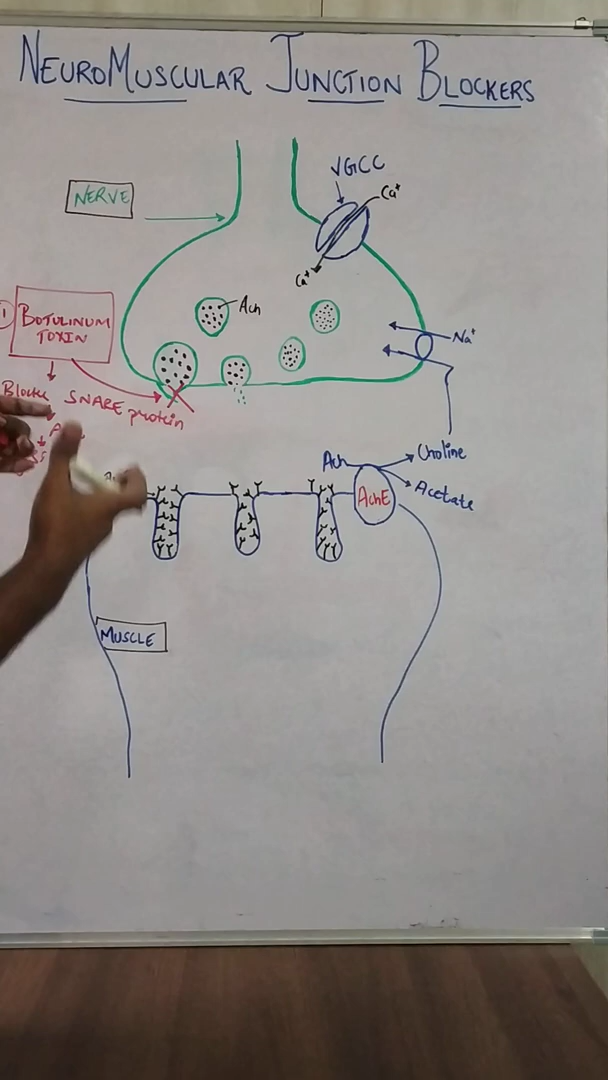 NEUROMUSCULAR JUNCTION BLOCKERS
VGCC
Ca⁺
NERVE
Ca⁺
Ach
① BOTULINUM
TOXIN
Na⁺
SNARE protein
Ach
Choline
Acetate
AchE
MUSCLE